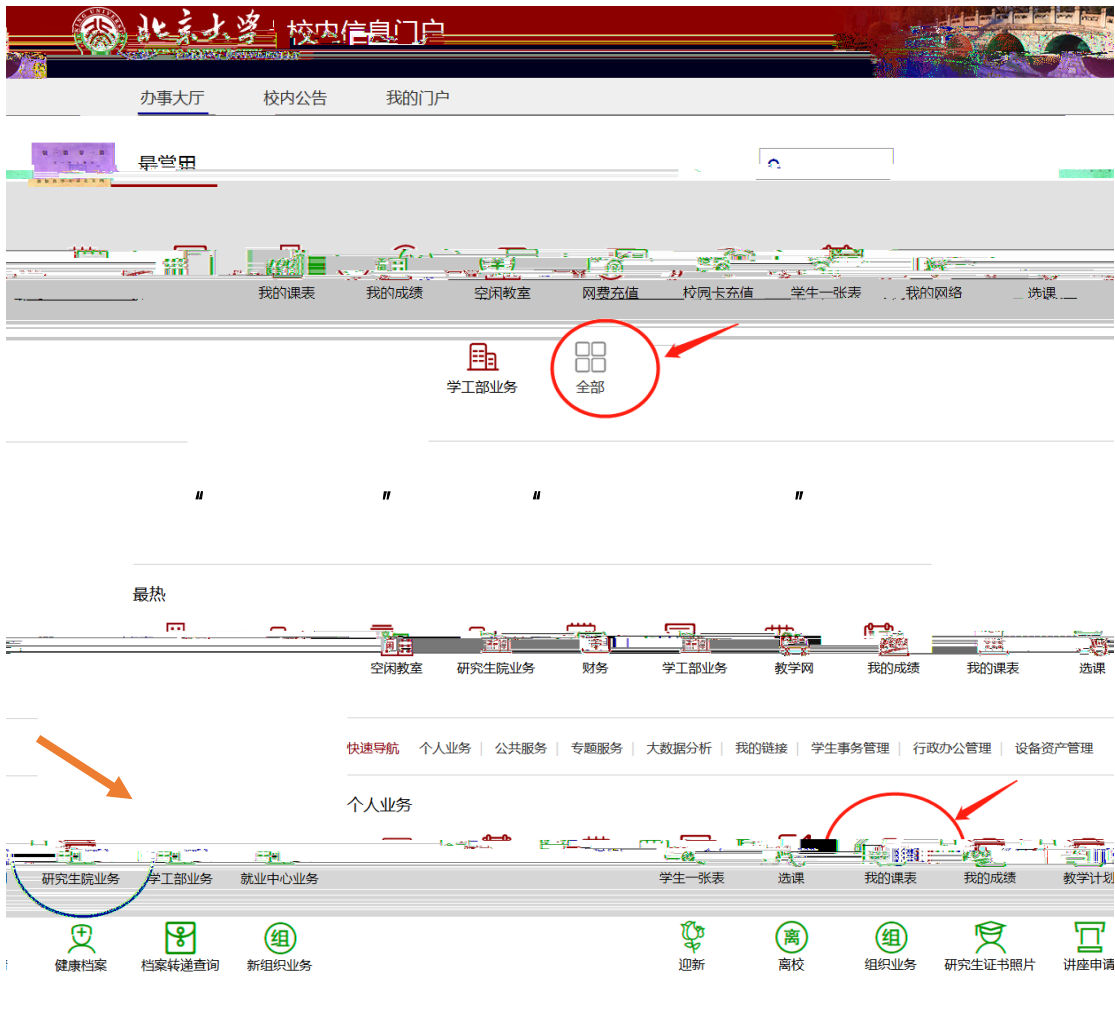 北京大学 校内信息门户
办事大厅 校内公告 我的门户
最常用
我的课表 我的成绩 空闲教室 网费充值 校园卡充值 学生一张表 我的网络 选课
学工部业务 全部
“ ” “ ”
最热
空闲教室 研究生院业务 财务 学工部业务 教学网 我的成绩 我的课表 选课
快速导航 个人业务 | 公共服务 | 专题服务 | 大数据分析 | 我的链接 | 学生事务管理 | 行政办公管理 | 设备资产管理
个人业务
研究生院业务 学工部业务 就业中心业务 学生一张表 选课 我的课表 我的成绩 教学计划
组 离 组
健康档案 档案转递查询 新组织业务 迎新 离校 组织业务 研究生证书照片 讲座申请